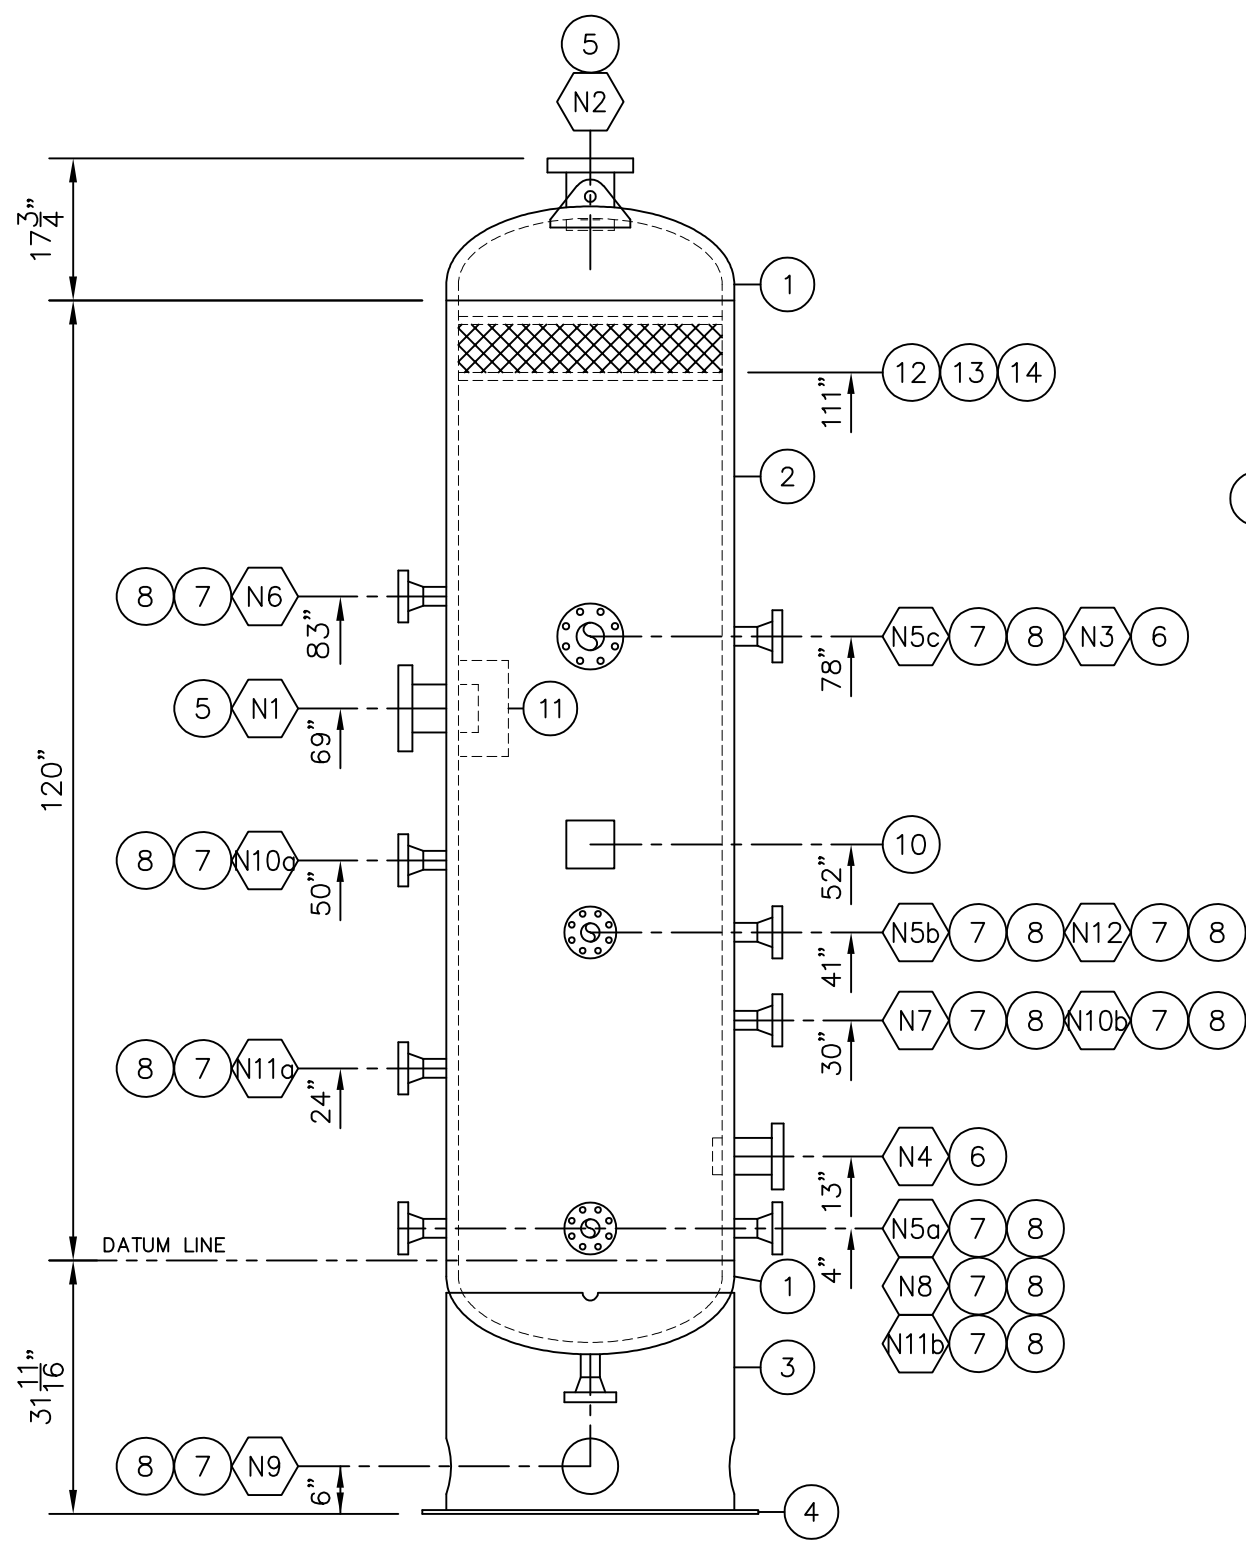 5
N2
17 3/4"
1
12 13 14
111"
2
8 7 N6
83"
N5c 7 8 N3 6
78"
5 N1
69"
11
120"
8 7 N10a
50"
10
52"
N5b 7 8 N12 7 8
41"
N7 7 8 N10b 7 8
30"
8 7 N11a
24"
N4 6
13"
N5a 7 8
4"
DATUM LINE
1
N8 7 8
N11b 7 8
3
31 11/16"
8 7 N9
6"
4